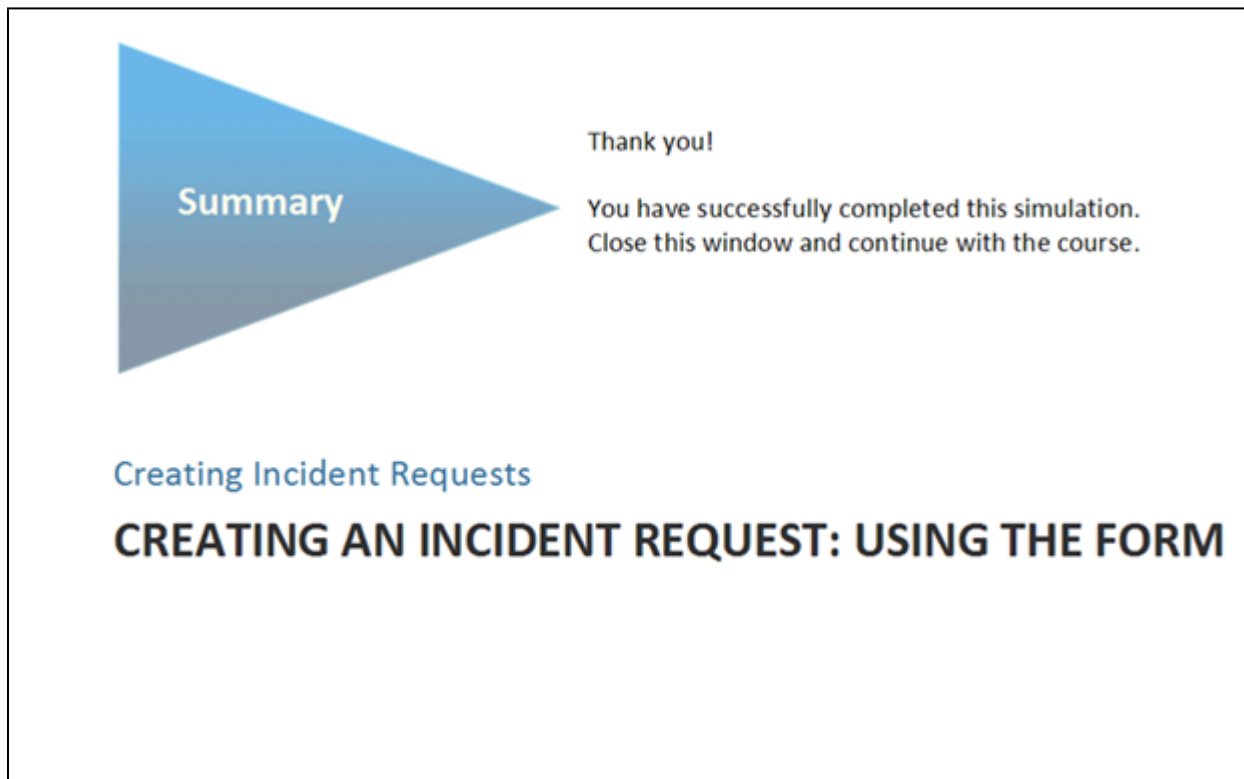 Summary
Thank you!
You have successfully completed this simulation.
Close this window and continue with the course.
Creating Incident Requests
CREATING AN INCIDENT REQUEST: USING THE FORM